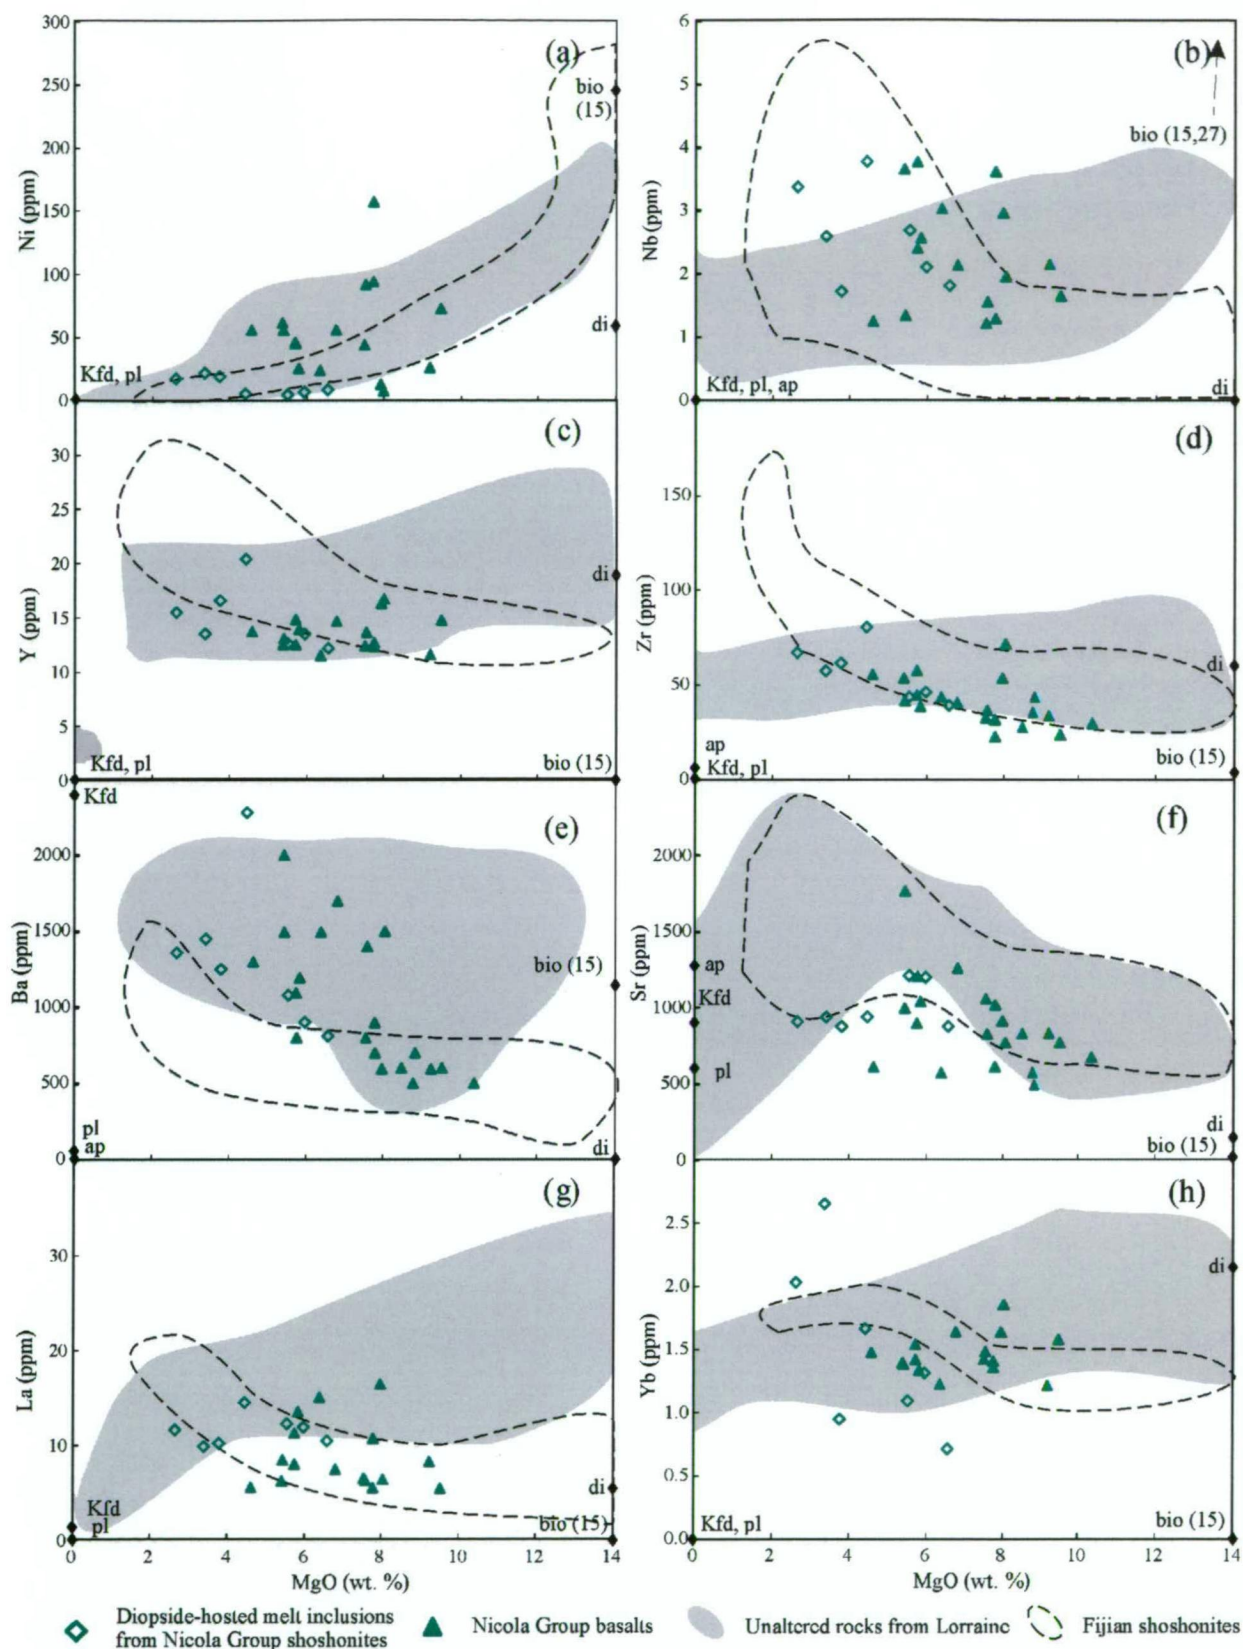 300
250
200
150
100
50
0
Ni (ppm)
(a)
bio
(15)
di
Kfd, pl
6
5
4
3
2
1
0
Nb (ppm)
(b)
bio (15,27)
Kfd, pl, ap
di
30
25
20
15
10
5
0
Y (ppm)
(c)
di
Kfd, pl
bio (15)
150
100
50
0
Zr (ppm)
(d)
di
ap
Kfd, pl
bio (15)
2000
1500
1000
500
0
Ba (ppm)
Kfd
(e)
bio (15)
pl
ap
di
2000
1500
1000
500
0
Sr (ppm)
(f)
ap
Kfd
pl
di
bio (15)
30
20
10
0
La (ppm)
(g)
Kfd
pl
di
bio (15)
0 2 4 6 8 10 12 14
MgO (wt. %)
2.5
2.0
1.5
1.0
0.0
Yb (ppm)
(h)
di
Kfd, pl
bio (15)
0 2 4 6 8 10 12 14
MgO (wt. %)
Diopside-hosted melt inclusions
from Nicola Group shoshonites
Nicola Group basalts
Unaltered rocks from Lorraine
Fijian shoshonites